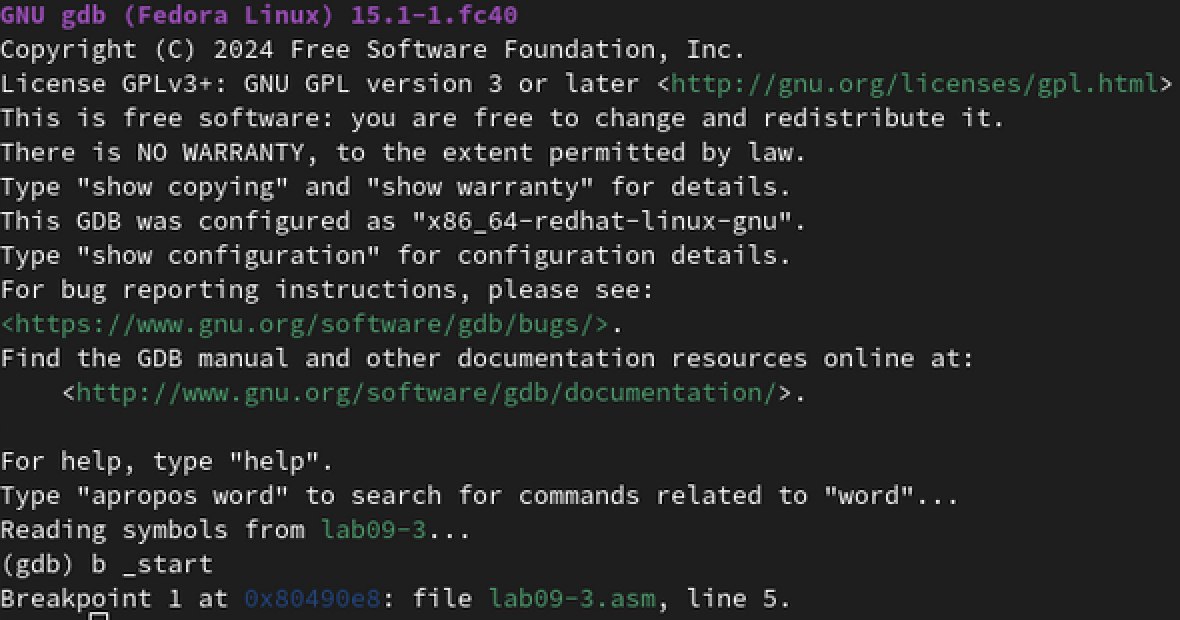 GNU gdb (Fedora Linux) 15.1-1.fc40
Copyright (C) 2024 Free Software Foundation, Inc.
License GPLv3+: GNU GPL version 3 or later <http://gnu.org/licenses/gpl.html>
This is free software: you are free to change and redistribute it.
There is NO WARRANTY, to the extent permitted by law.
Type "show copying" and "show warranty" for details.
This GDB was configured as "x86_64-redhat-linux-gnu".
Type "show configuration" for configuration details.
For bug reporting instructions, please see:
<https://www.gnu.org/software/gdb/bugs/>.
Find the GDB manual and other documentation resources online at:
    <http://www.gnu.org/software/gdb/documentation/>.

For help, type "help".
Type "apropos word" to search for commands related to "word"...
Reading symbols from lab09-3...
(gdb) b _start
Breakpoint 1 at 0x80490e8: file lab09-3.asm, line 5.